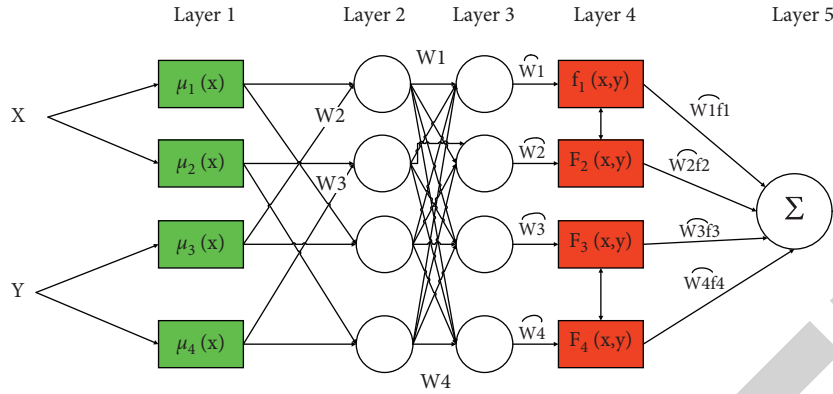 Layer 1 Layer 2 Layer 3 Layer 4 Layer 5
W1
μ₁ (x) Ŵ1 f₁ (x,y)
X W2 Ŵ1f1
μ₂ (x) Ŵ2 F₂ (x,y) Ŵ2f2
W3
Σ
μ₃ (x) Ŵ3 F₃ (x,y) Ŵ3f3
Y Ŵ4f4
μ₄ (x) Ŵ4 F₄ (x,y)
W4